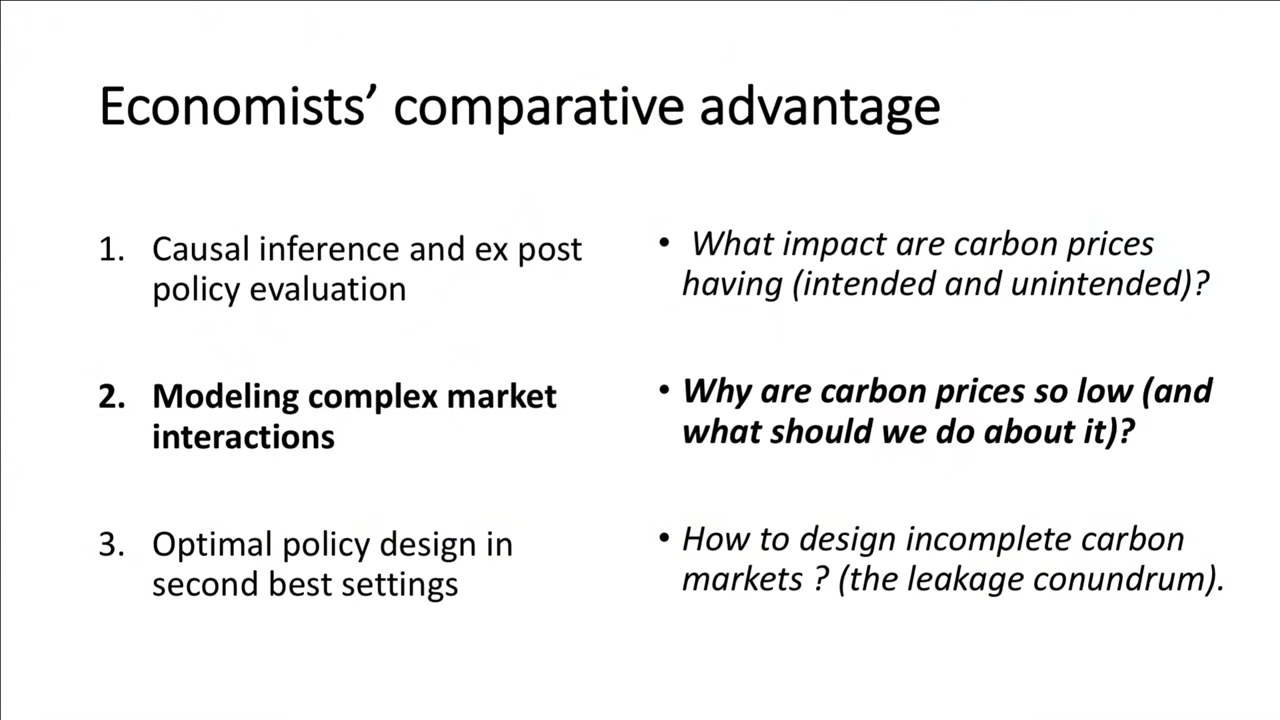 Economists’ comparative advantage
1. Causal inference and ex post
policy evaluation
• What impact are carbon prices
having (intended and unintended)?
2. Modeling complex market
interactions
• Why are carbon prices so low (and
what should we do about it)?
3. Optimal policy design in
second best settings
• How to design incomplete carbon
markets ? (the leakage conundrum).